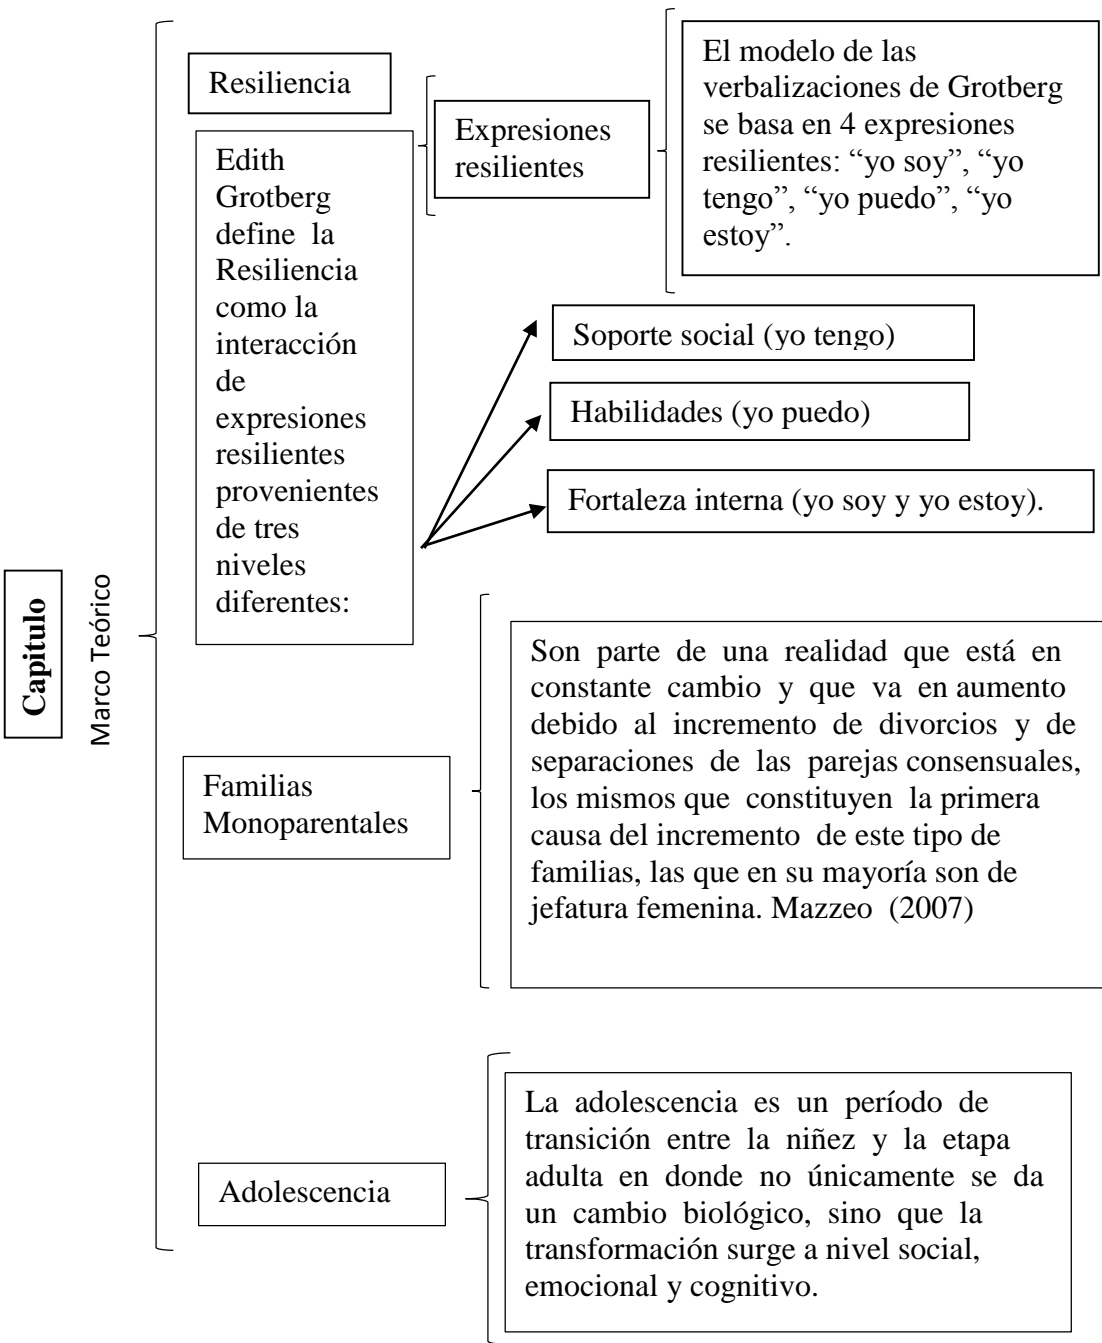 Capitulo
Marco Teórico
Resiliencia
Edith
Grotberg
define la
Resiliencia
como la
interacción
de
expresiones
resilientes
provenientes
de tres
niveles
diferentes:
Expresiones
resilientes
El modelo de las
verbalizaciones de Grotberg
se basa en 4 expresiones
resilientes: “yo soy”, “yo
tengo”, “yo puedo”, “yo
estoy”.
Soporte social (yo tengo)
Habilidades (yo puedo)
Fortaleza interna (yo soy y yo estoy).
Familias
Monoparentales
Son parte de una realidad que está en
constante cambio y que va en aumento
debido al incremento de divorcios y de
separaciones de las parejas consensuales,
los mismos que constituyen la primera
causa del incremento de este tipo de
familias, las que en su mayoría son de
jefatura femenina. Mazzeo (2007)
Adolescencia
La adolescencia es un período de
transición entre la niñez y la etapa
adulta en donde no únicamente se da
un cambio biológico, sino que la
transformación surge a nivel social,
emocional y cognitivo.